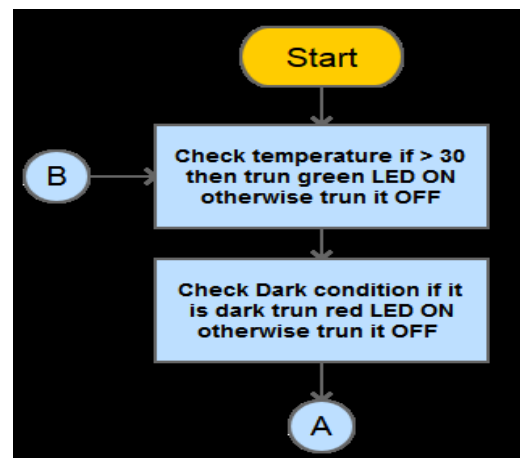 Start
B
Check temperature if > 30
then trun green LED ON
otherwise trun it OFF
Check Dark condition if it
is dark trun red LED ON
otherwise trun it OFF
A